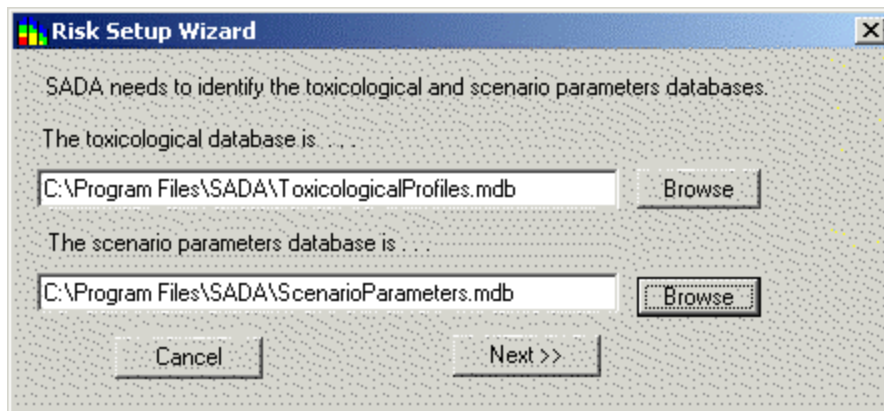 Risk Setup Wizard
SADA needs to identify the toxicological and scenario parameters databases.
The toxicological database is . . .
C:\Program Files\SADA\ToxicologicalProfiles.mdb
Browse
The scenario parameters database is . . .
C:\Program Files\SADA\ScenarioParameters.mdb
Browse
Cancel
Next >>